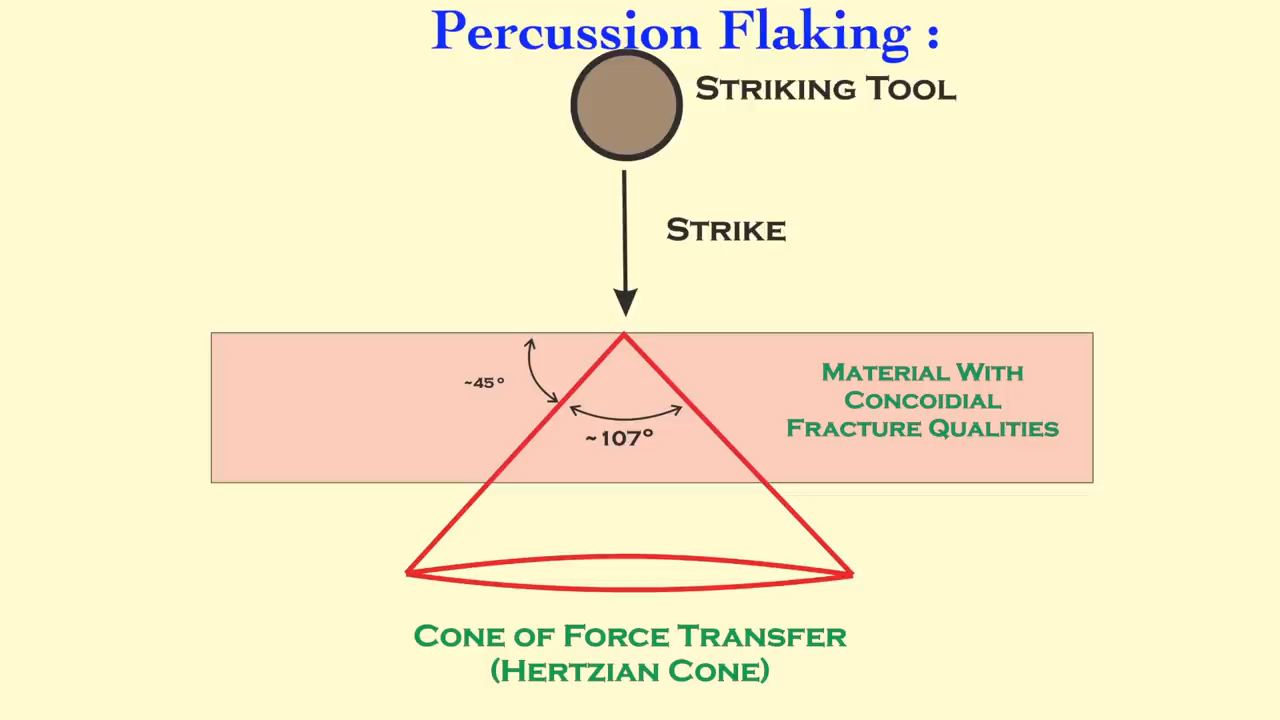 Percussion Flaking :
STRIKING TOOL
STRIKE
MATERIAL WITH
CONCOIDIAL
FRACTURE QUALITIES
~45°
~107°
CONE OF FORCE TRANSFER
(HERTZIAN CONE)